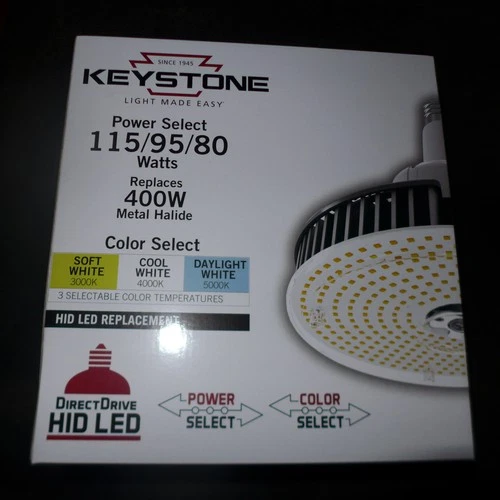 SINCE 1945
KEYSTONE
LIGHT MADE EASY
Power Select
115/95/80
Watts
Replaces
400W
Metal Halide
Color Select
SOFT WHITE 3000K
COOL WHITE 4000K
DAYLIGHT WHITE 5000K
3 SELECTABLE COLOR TEMPERATURES
HID LED REPLACEMENT
DIRECTDRIVE
HID LED
POWER
SELECT
COLOR
SELECT